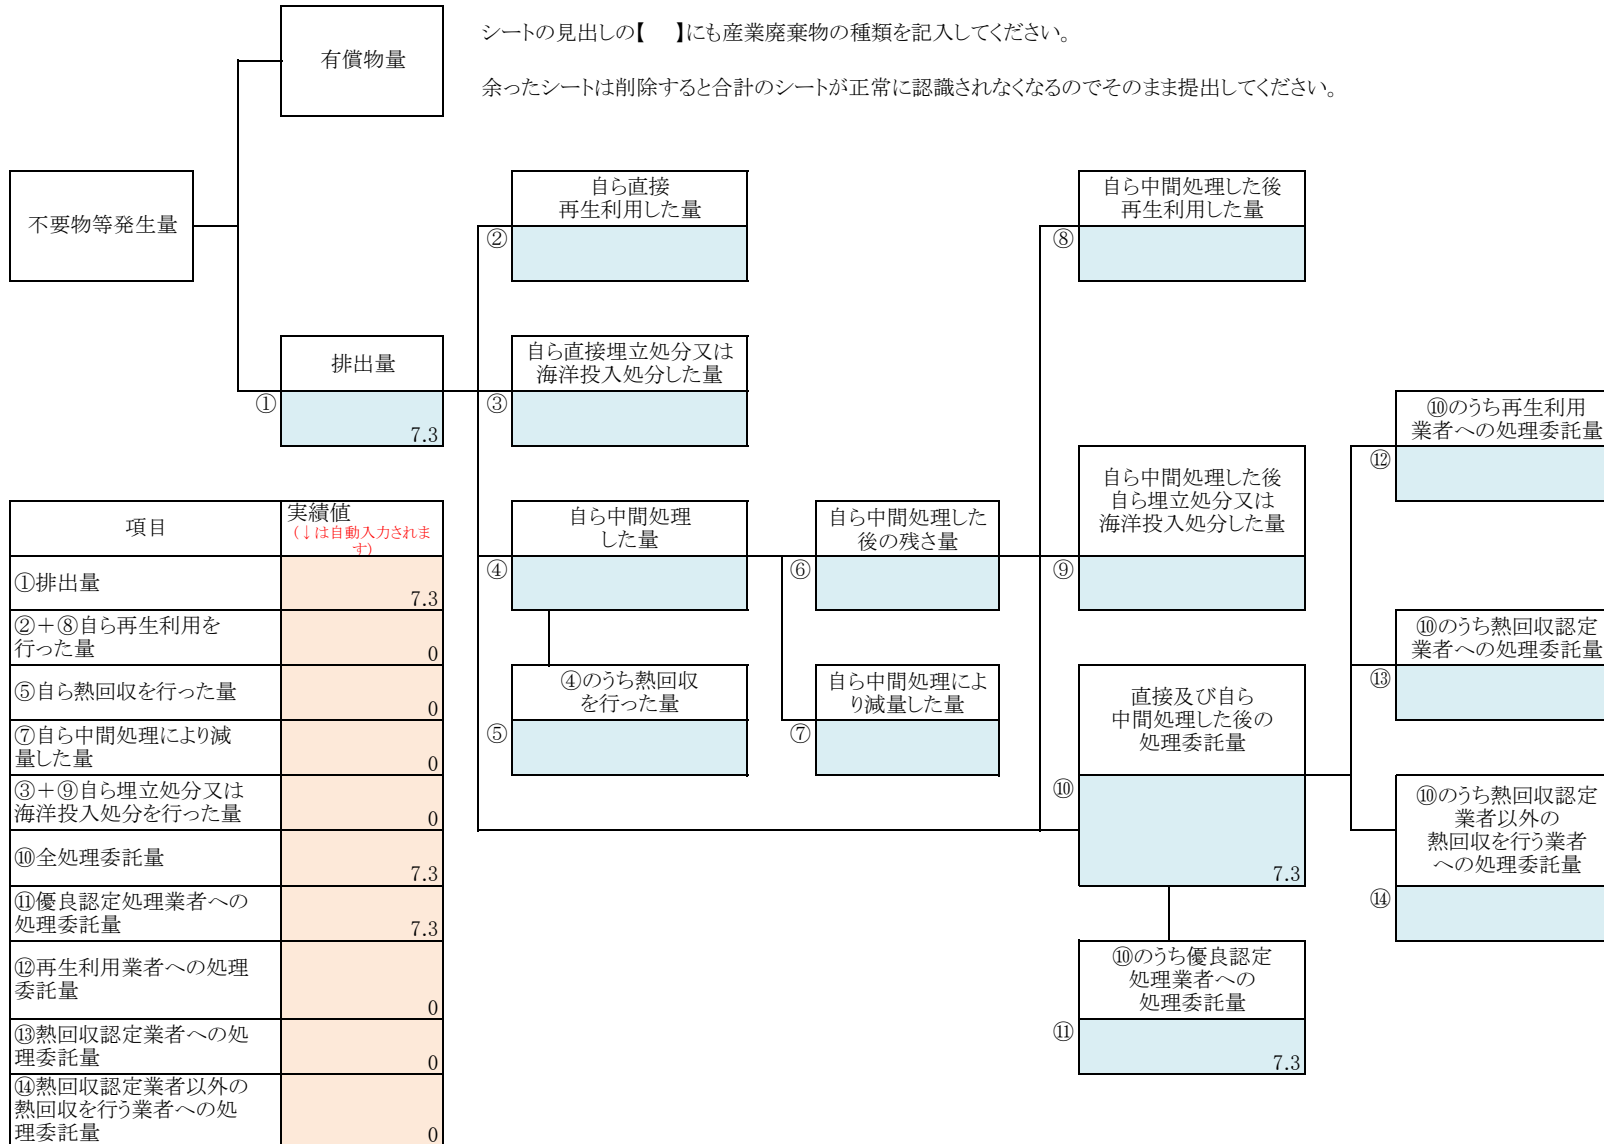 シートの見出しの【　】にも産業廃棄物の種類を記入してください。
有償物量
余ったシートは削除すると合計のシートが正常に認識されなくなるのでそのまま提出してください。
不要物等発生量
自ら直接
再生利用した量
②
自ら中間処理した後
再生利用した量
⑧
排出量
①
7.3
自ら直接埋立処分又は
海洋投入処分した量
③
⑩のうち再生利用
業者への処理委託量
⑫
自ら中間処理
した量
④
自ら中間処理した
後の残さ量
⑥
自ら中間処理した後
自ら埋立処分又は
海洋投入処分した量
⑨
⑩のうち熱回収認定
業者への処理委託量
⑬
④のうち熱回収
を行った量
⑤
自ら中間処理によ
り減量した量
⑦
直接及び自ら
中間処理した後の
処理委託量
⑩
7.3
⑩のうち熱回収認定
業者以外の
熱回収を行う業者
への処理委託量
⑭
⑩のうち優良認定
処理業者への
処理委託量
⑪
7.3
項目
実績値
(↓は自動入力されま
す)
①排出量
7.3
②＋⑧自ら再生利用を
行った量
0
⑤自ら熱回収を行った量
0
⑦自ら中間処理により減
量した量
0
③＋⑨自ら埋立処分又は
海洋投入処分を行った量
0
⑩全処理委託量
7.3
⑪優良認定処理業者への
処理委託量
7.3
⑫再生利用業者への処理
委託量
0
⑬熱回収認定業者への処
理委託量
0
⑭熱回収認定業者以外の
熱回収を行う業者への処
理委託量
0